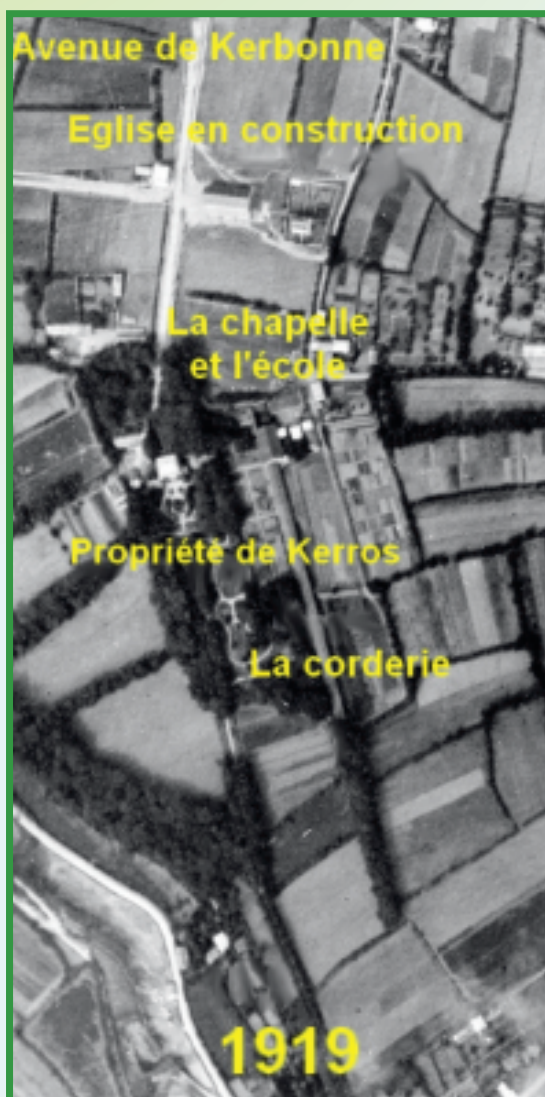 Avenue de Kerbonne
Eglise en construction
La chapelle
et l'école
Propriété de Kerros
La corderie
1919